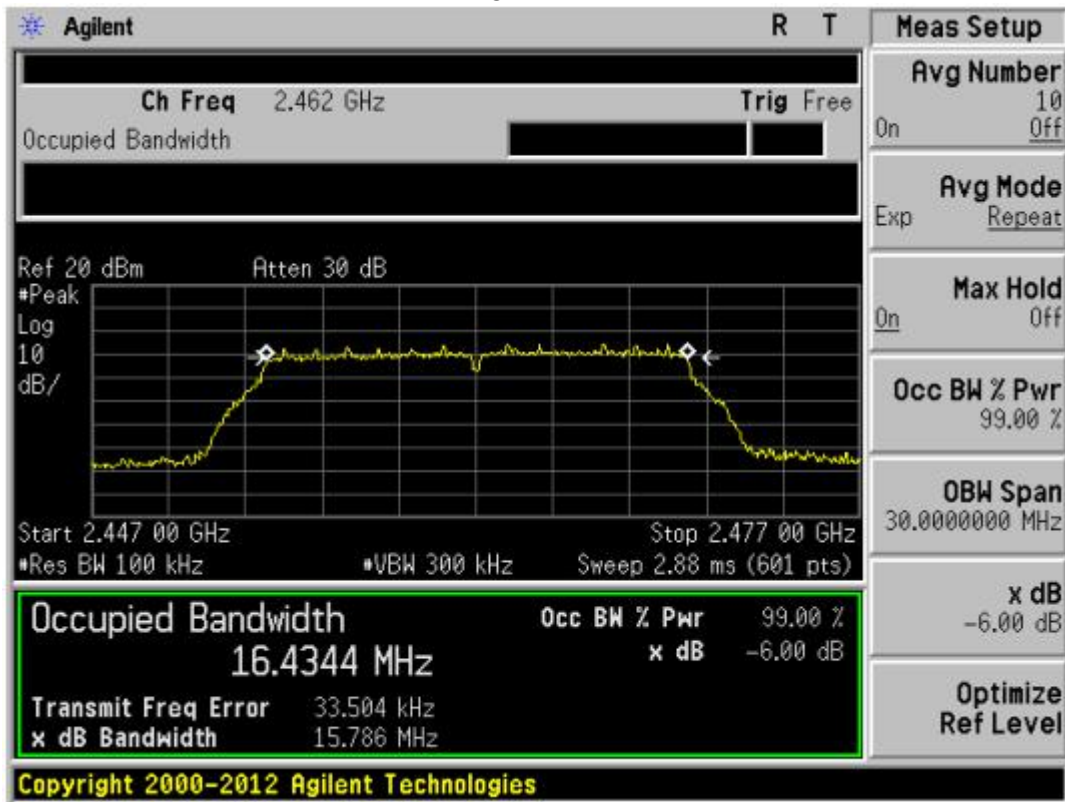 Agilent R T
Ch Freq 2.462 GHz Trig Free
Occupied Bandwidth
Ref 20 dBm Atten 30 dB
#Peak
Log
10
dB/
Start 2.447 00 GHz Stop 2.477 00 GHz
#Res BW 100 kHz #VBW 300 kHz Sweep 2.88 ms (601 pts)
Occupied Bandwidth Occ BW % Pwr 99.00 %
16.4344 MHz x dB -6.00 dB
Transmit Freq Error 33.504 kHz
x dB Bandwidth 15.786 MHz
Copyright 2000-2012 Agilent Technologies
Meas Setup
Avg Number
10
On Off
Avg Mode
Exp Repeat
Max Hold
On Off
Occ BW % Pwr
99.00 %
OBW Span
30.0000000 MHz
x dB
-6.00 dB
Optimize
Ref Level